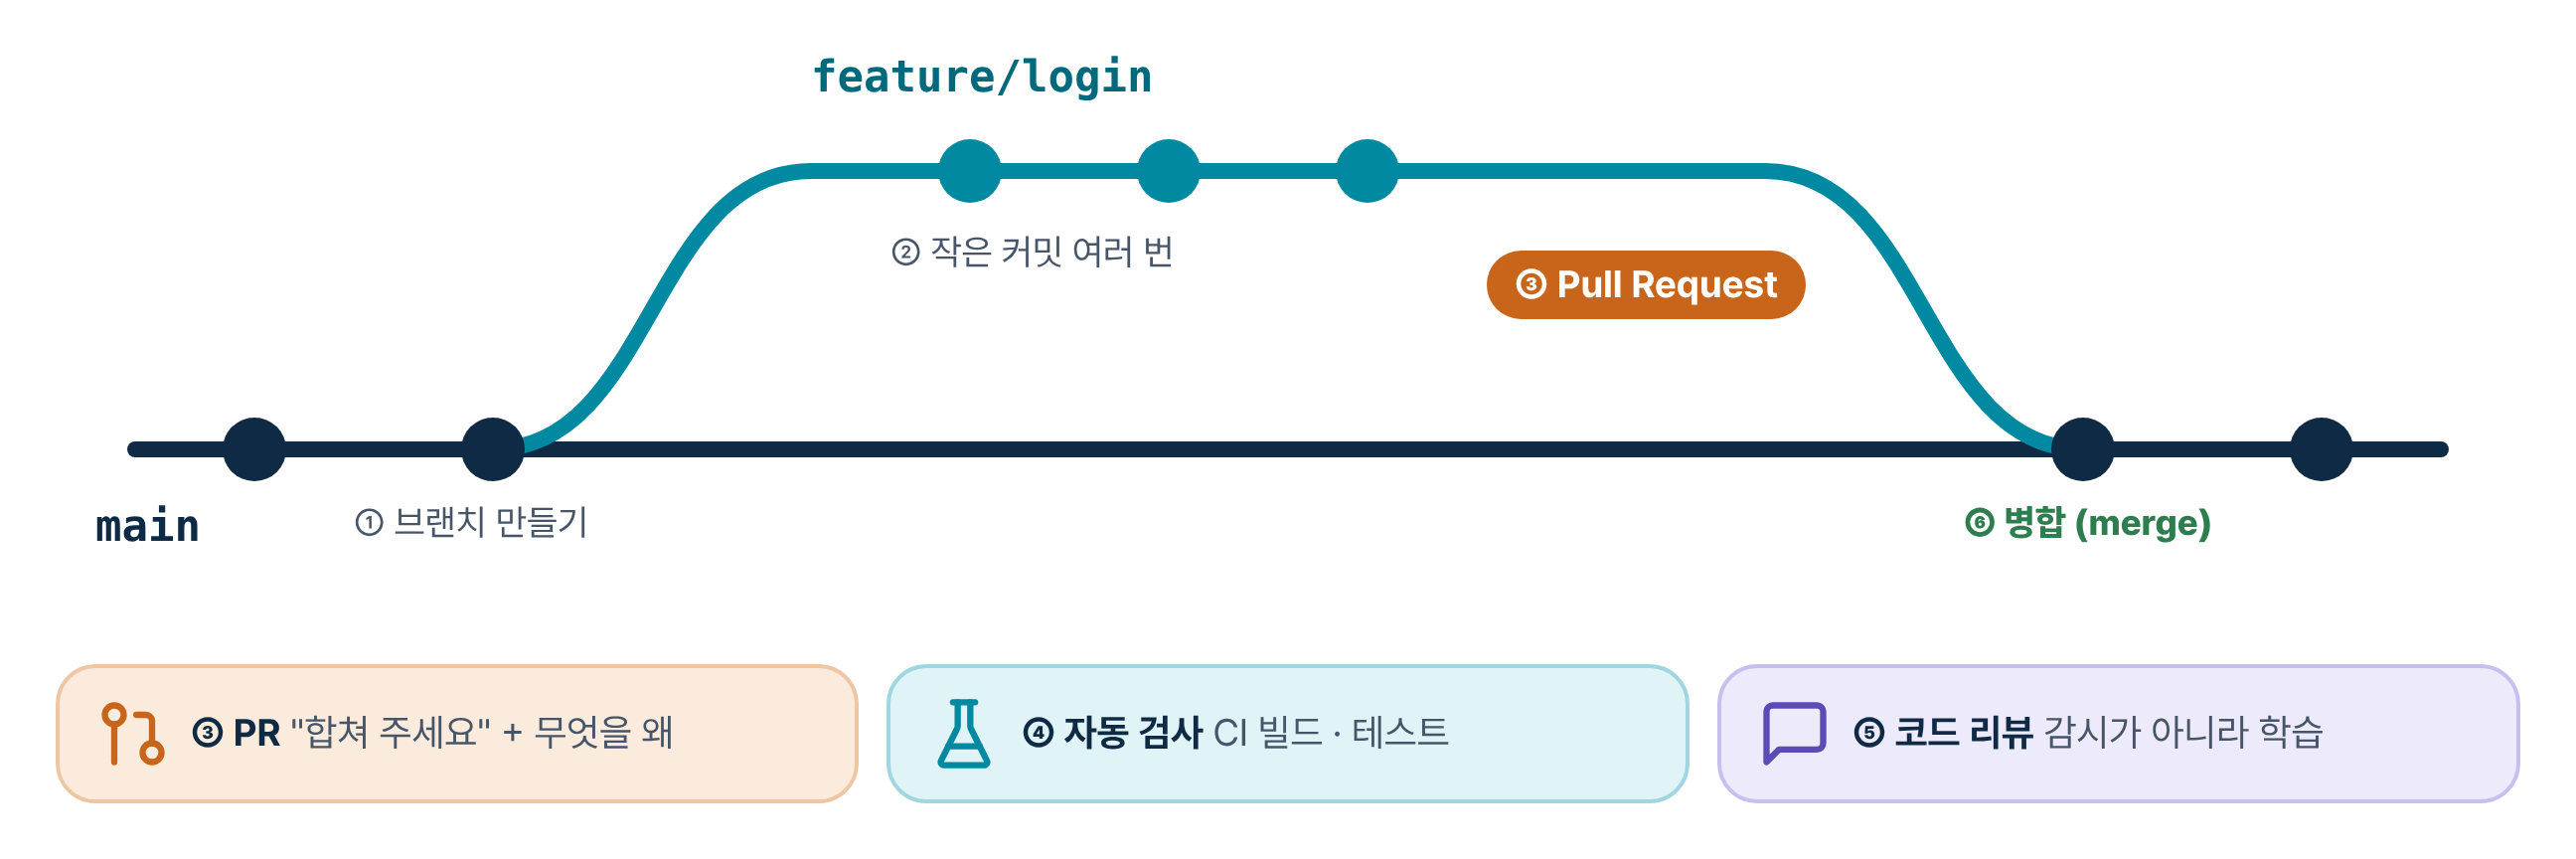 feature/login
② 작은 커밋 여러 번
③ Pull Request
main
① 브랜치 만들기
⑥ 병합 (merge)
③ PR "합쳐 주세요" + 무엇을 왜
④ 자동 검사 CI 빌드 · 테스트
⑤ 코드 리뷰 감시가 아니라 학습